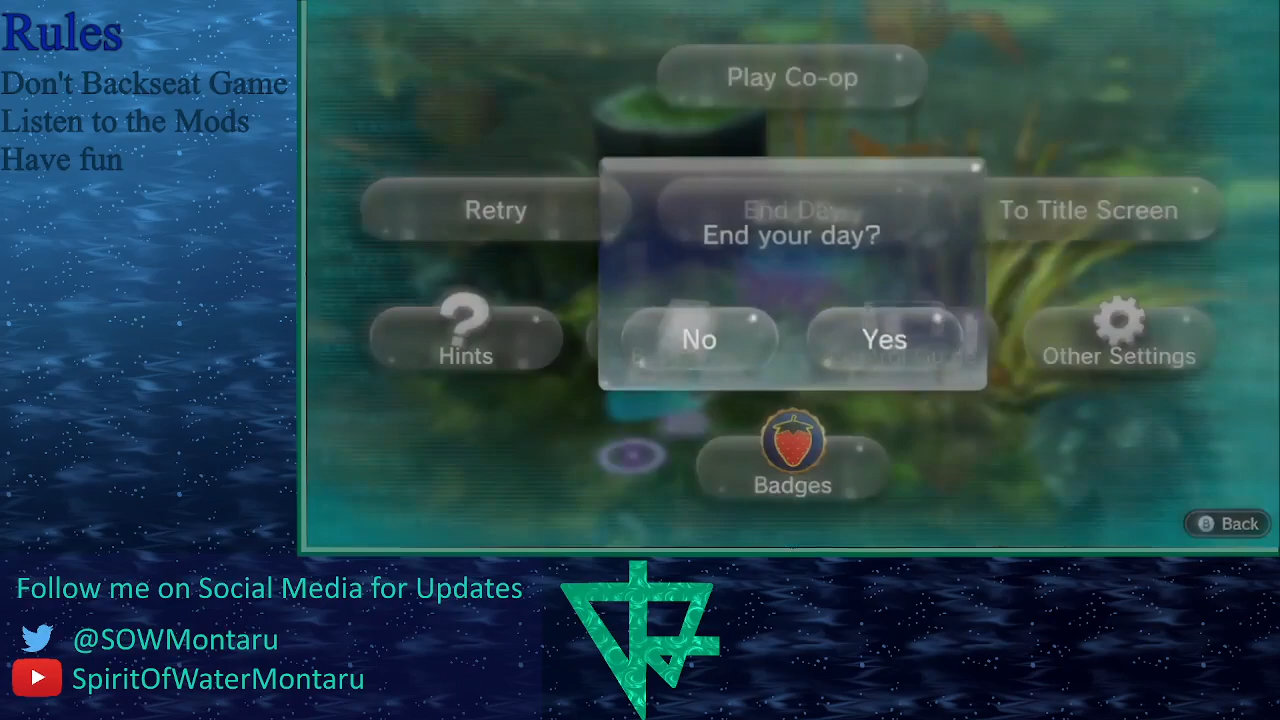 Rules
Don't Backseat Game
Listen to the Mods
Have fun
Play Co-op
Retry
End Day
To Title Screen
End your day?
No
Yes
Hints
Other Settings
Badges
B Back
Follow me on Social Media for Updates
@SOWMontaru
SpiritOfWaterMontaru